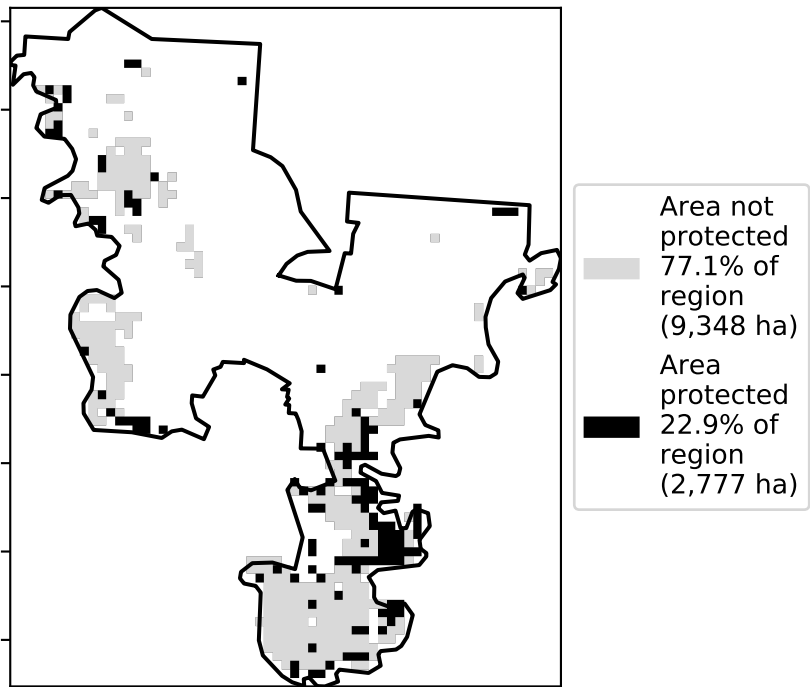 Area not
protected
77.1% of
region
(9,348 ha)
Area
protected
22.9% of
region
(2,777 ha)